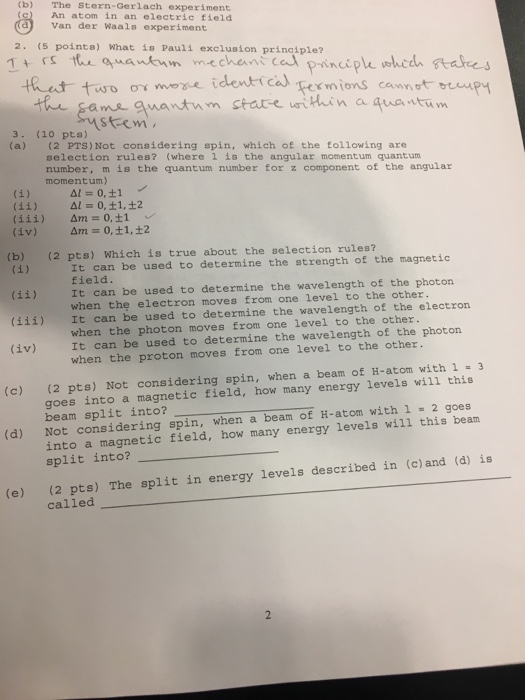 (b) The Stern-Gerlach experiment
(c) An atom in an electric field
(d) Van der Waals experiment
2. (5 points) What is Pauli exclusion principle?
It is the quantum mechanical principle which states
that two or more identical fermions cannot occupy
the same quantum state within a quantum
system.
3. (10 pts)
(a) (2 PTS) Not considering spin, which of the following are
selection rules? (where l is the angular momentum quantum
number, m is the quantum number for z component of the angular
momentum)
(i) Δl = 0, ±1 ✓
(ii) Δl = 0, ±1, ±2
(iii) Δm = 0, ±1 ✓
(iv) Δm = 0, ±1, ±2
(b) (2 pts) Which is true about the selection rules?
(i) It can be used to determine the strength of the magnetic
field.
(ii) It can be used to determine the wavelength of the photon
when the electron moves from one level to the other.
(iii) It can be used to determine the wavelength of the electron
when the photon moves from one level to the other.
(iv) It can be used to determine the wavelength of the photon
when the proton moves from one level to the other.
(c) (2 pts) Not considering spin, when a beam of H-atom with l = 3
goes into a magnetic field, how many energy levels will this
beam split into?
(d) Not considering spin, when a beam of H-atom with l = 2 goes
into a magnetic field, how many energy levels will this beam
split into?
(e) (2 pts) The split in energy levels described in (c) and (d) is
called
2